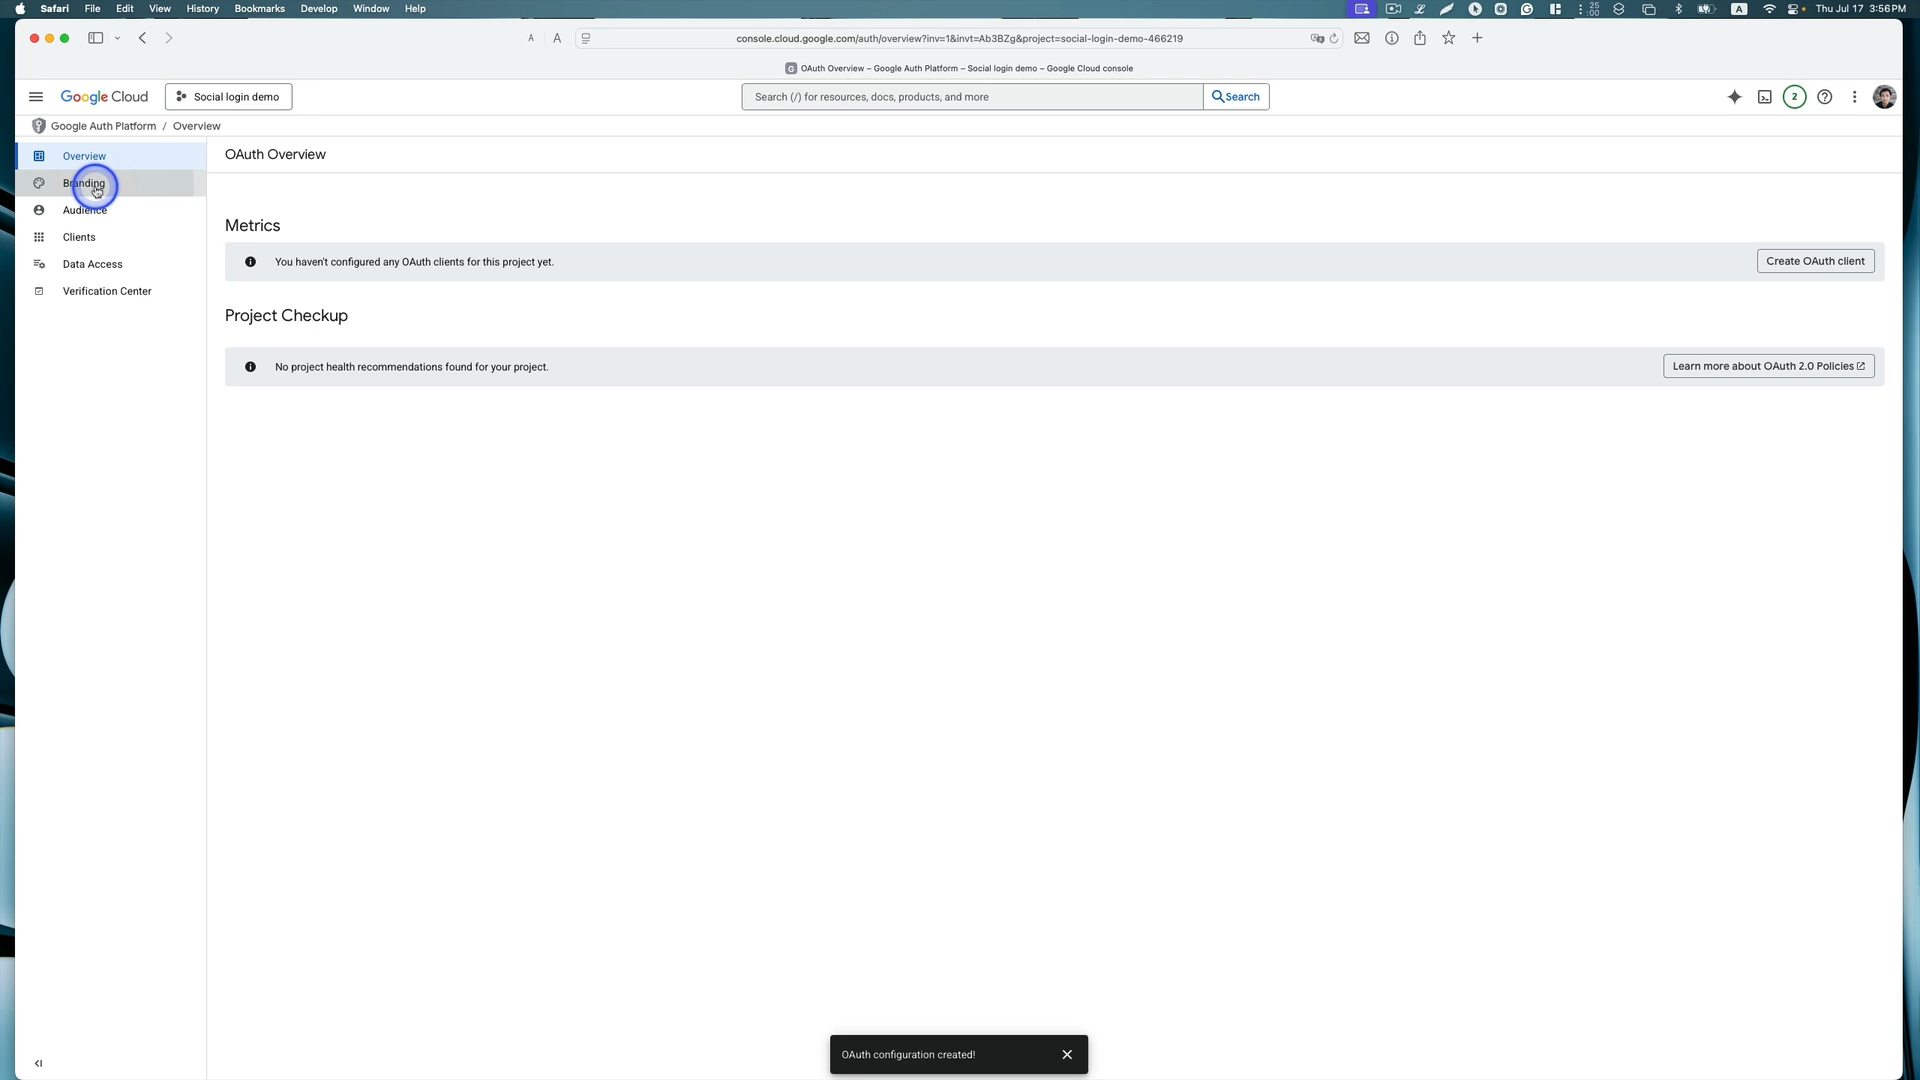 Safari File Edit View History Bookmarks Develop Window Help
25
:00
A
Thu Jul 17 3:56 PM
A A
console.cloud.google.com/auth/overview?inv=1&invt=Ab3BZg&project=social-login-demo-466219
G OAuth Overview – Google Auth Platform – Social login demo – Google Cloud console
Google Cloud
Social login demo
Search (/) for resources, docs, products, and more
Search
2
Google Auth Platform / Overview
Overview
Branding
Audience
Clients
Data Access
Verification Center
OAuth Overview
Metrics
You haven't configured any OAuth clients for this project yet.
Create OAuth client
Project Checkup
No project health recommendations found for your project.
Learn more about OAuth 2.0 Policies
OAuth configuration created!